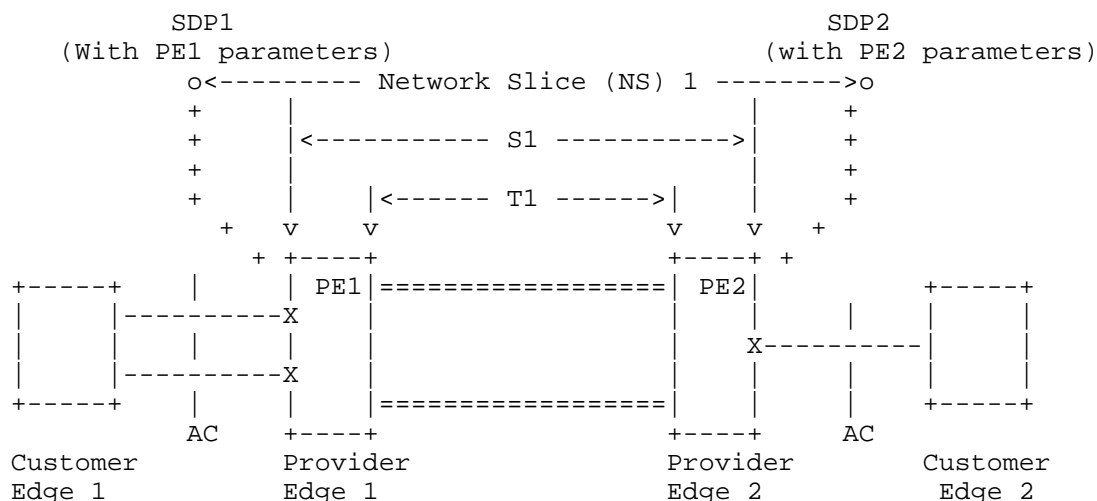 SDP1 SDP2
(With PE1 parameters) (with PE2 parameters)
o<--------- Network Slice (NS) 1 -------->o
+ | | +
+ |<----------- S1 ----------->| +
+ | | +
+ | |<------ T1 ------>| | +
+ v v v v +
+ +----+ +----+ +
+-----+ | | PE1|==================| PE2| +-----+
| |----------X | | | | | |
| | | | | | X----------| |
| |----------X | | | | | |
+-----+ | | |==================| | | +-----+
AC +----+ +----+ AC
Customer Provider Provider Customer
Edge 1 Edge 1 Edge 2 Edge 2